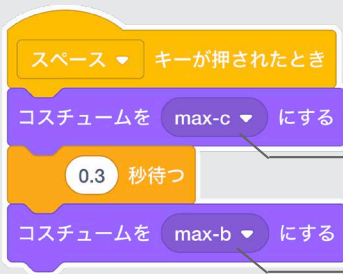 スペース キーが押されたとき
コスチュームを max-c にする
0.3 秒待つ
コスチュームを max-b にする